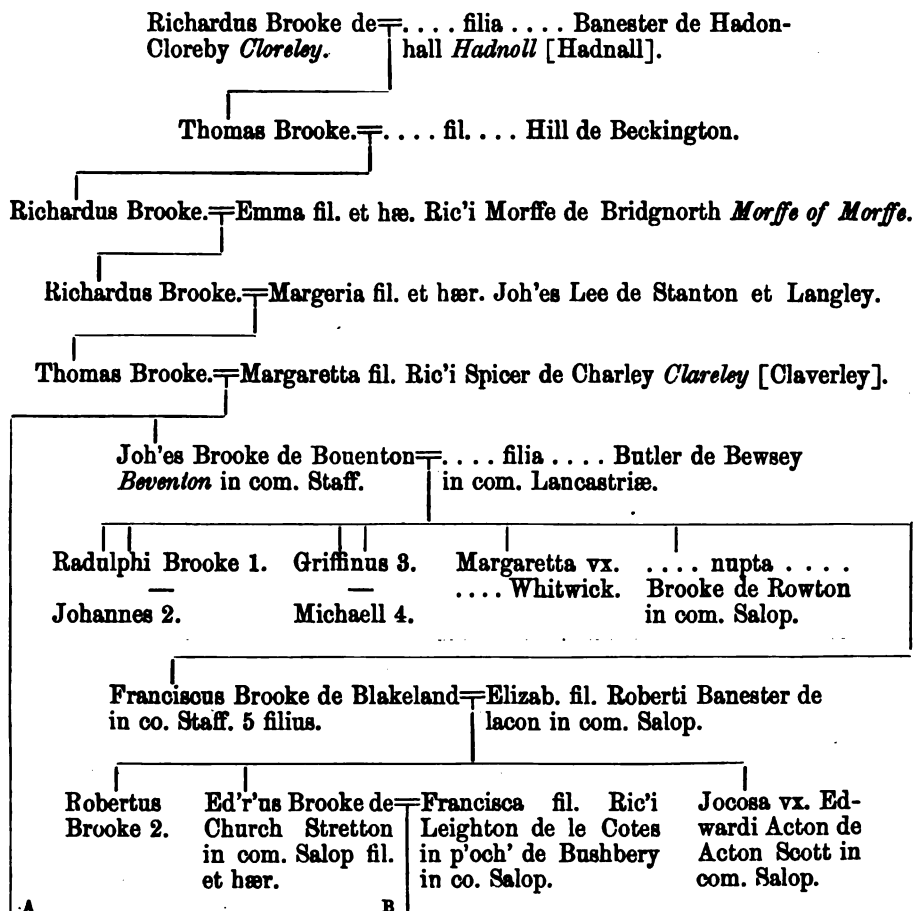 Richardus Brooke de=. . . . filia . . . . Banester de Hadon-
Cloreby Cloreley. hall Hadnoll [Hadnall].
Thomas Brooke.=. . . . fil. . . . Hill de Beckington.
Richardus Brooke.=Emma fil. et hæ. Ric'i Morffe de Bridgnorth Morffe of Morffe.
Richardus Brooke.=Margeria fil. et hær. Joh'es Lee de Stanton et Langley.
Thomas Brooke.=Margaretta fil. Ric'i Spicer de Charley Clareley [Claverley].
Joh'es Brooke de Bouenton=. . . . filia . . . . Butler de Bewsey
Beventon in com. Staff. in com. Lancastriæ.
Radulphi Brooke 1. Griffinus 3. Margaretta vx. . . . . nupta . . . .
— — . . . . Whitwick. Brooke de Rowton
Johannes 2. Michaell 4. in com. Salop.
Franciscus Brooke de Blakeland=Elizab. fil. Roberti Banester de
in co. Staff. 5 filius. lacon in com. Salop.
Robertus Ed'r'us Brooke de=Francisca fil. Ric'i Jocosa vx. Ed-
Brooke 2. Church Stretton Leighton de le Cotes wardi Acton de
in com. Salop fil. in p'och' de Bushbery Acton Scott in
et hær. in co. Salop. com. Salop.
A B